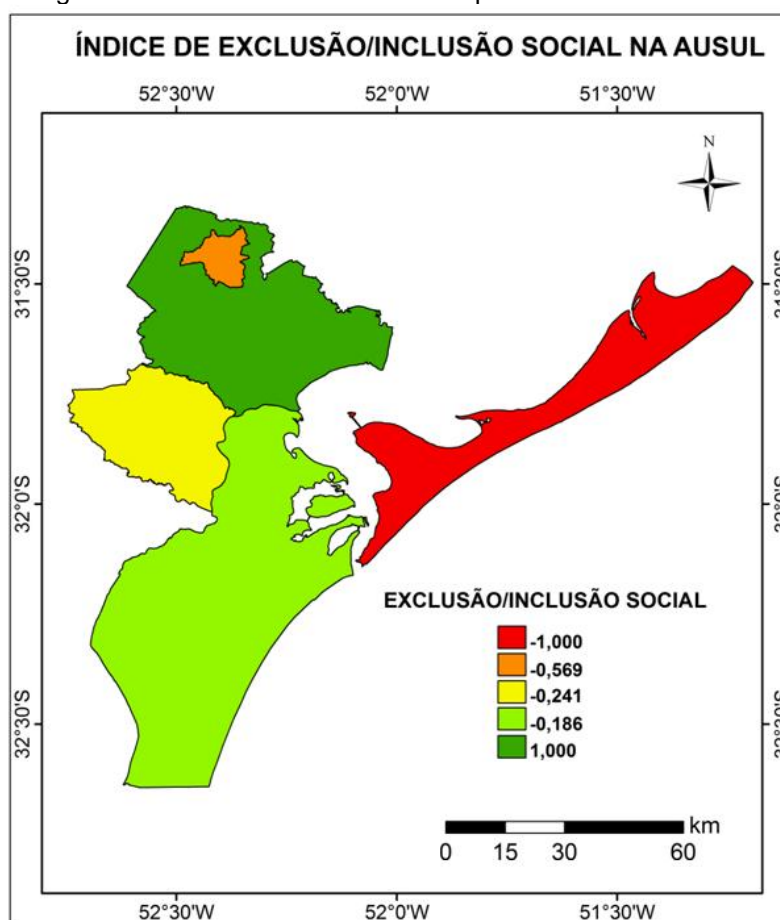 ÍNDICE DE EXCLUSÃO/INCLUSÃO SOCIAL NA AUSUL
52°30'W 52°0'W 51°30'W
N
31°30'S
32°0'S
32°30'S
EXCLUSÃO/INCLUSÃO SOCIAL
-1,000
-0,569
-0,241
-0,186
1,000
km
0 15 30 60
52°30'W 52°0'W 51°30'W